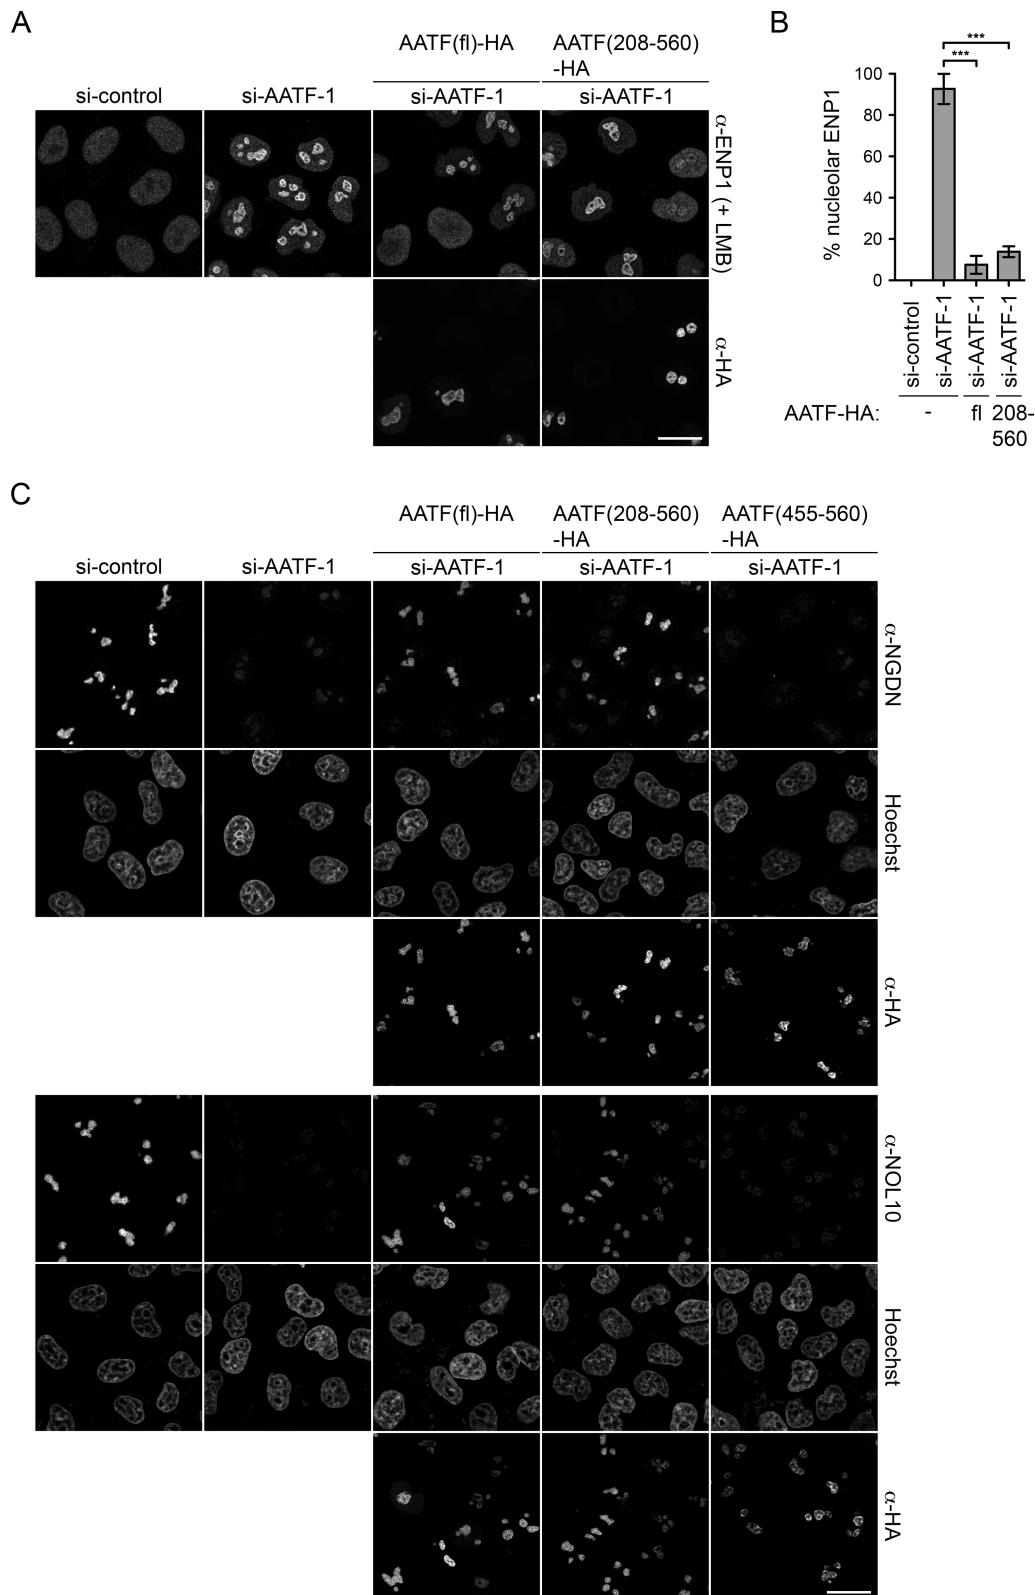 A
AATF(fl)-HA
AATF(208-560)
-HA
si-control
si-AATF-1
si-AATF-1
si-AATF-1
α-ENP1 (+ LMB)
α-HA
B
***
***
% nucleolar ENP1
100
80
60
40
20
0
si-control
si-AATF-1
si-AATF-1
si-AATF-1
AATF-HA:
-
fl
208-
560
C
AATF(fl)-HA
AATF(208-560)
-HA
AATF(455-560)
-HA
si-control
si-AATF-1
si-AATF-1
si-AATF-1
si-AATF-1
α-NGDN
Hoechst
α-HA
α-NOL10
Hoechst
α-HA